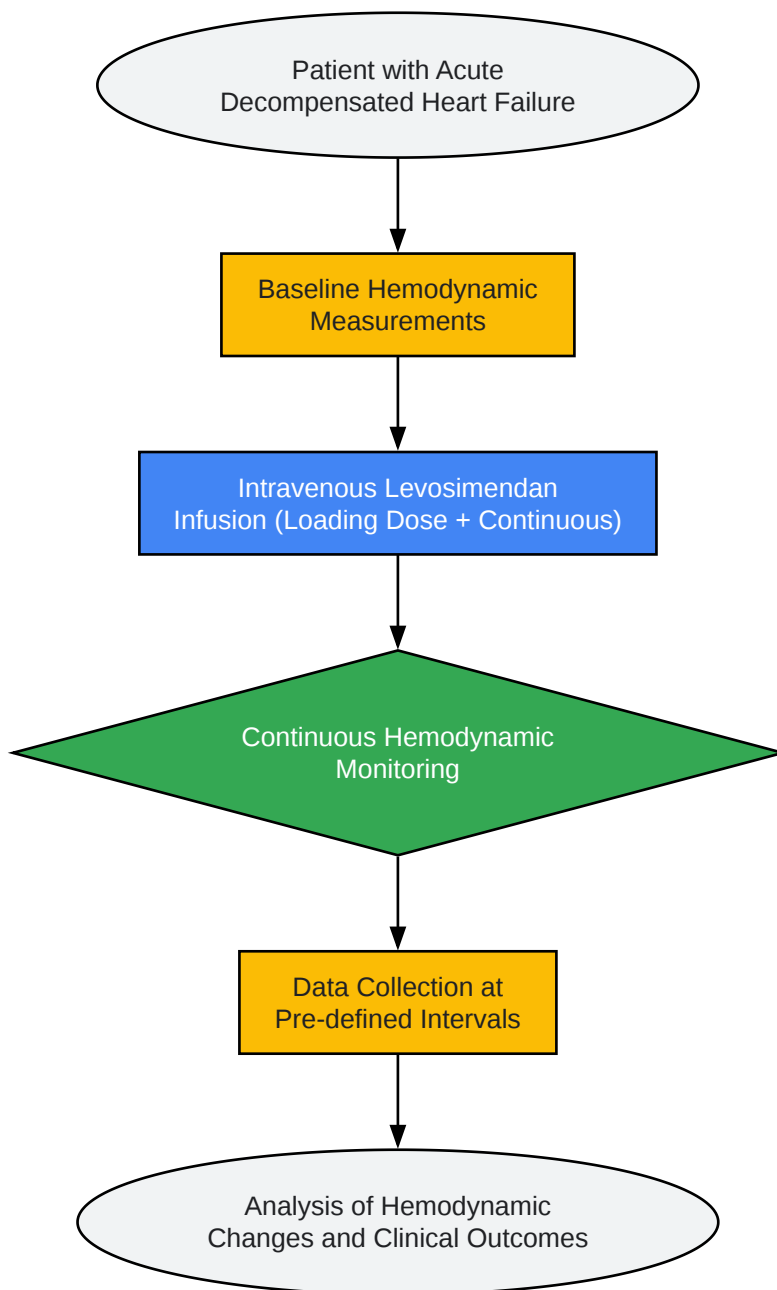 Patient with Acute
Decompensated Heart Failure
Baseline Hemodynamic
Measurements
Intravenous Levosimendan
Infusion (Loading Dose + Continuous)
Continuous Hemodynamic
Monitoring
Data Collection at
Pre-defined Intervals
Analysis of Hemodynamic
Changes and Clinical Outcomes